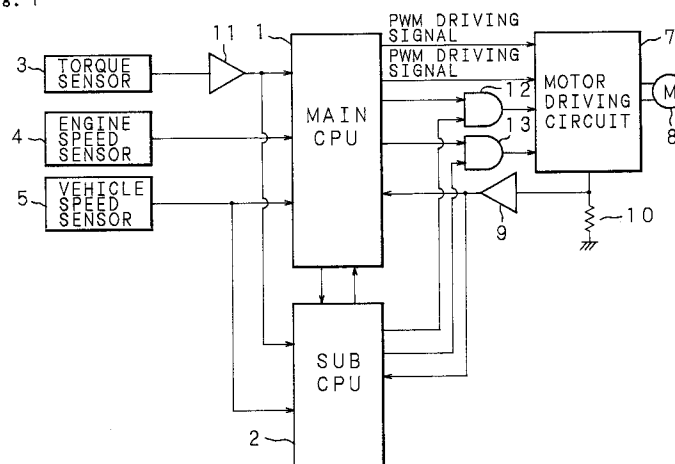 PWM DRIVING
SIGNAL
PWM DRIVING
SIGNAL
11
1
7
3
TORQUE
SENSOR
MAIN
CPU
12
MOTOR
DRIVING
CIRCUIT
M
8
4
ENGINE
SPEED
SENSOR
13
5
VEHICLE
SPEED
SENSOR
9
10
SUB
CPU
2